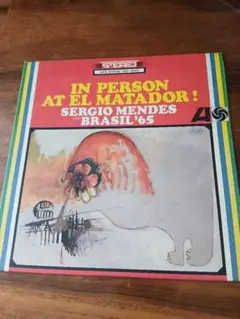 STEREO
IN PERSON
AT EL MATADOR!
SERGIO MENDES
BRASIL '65